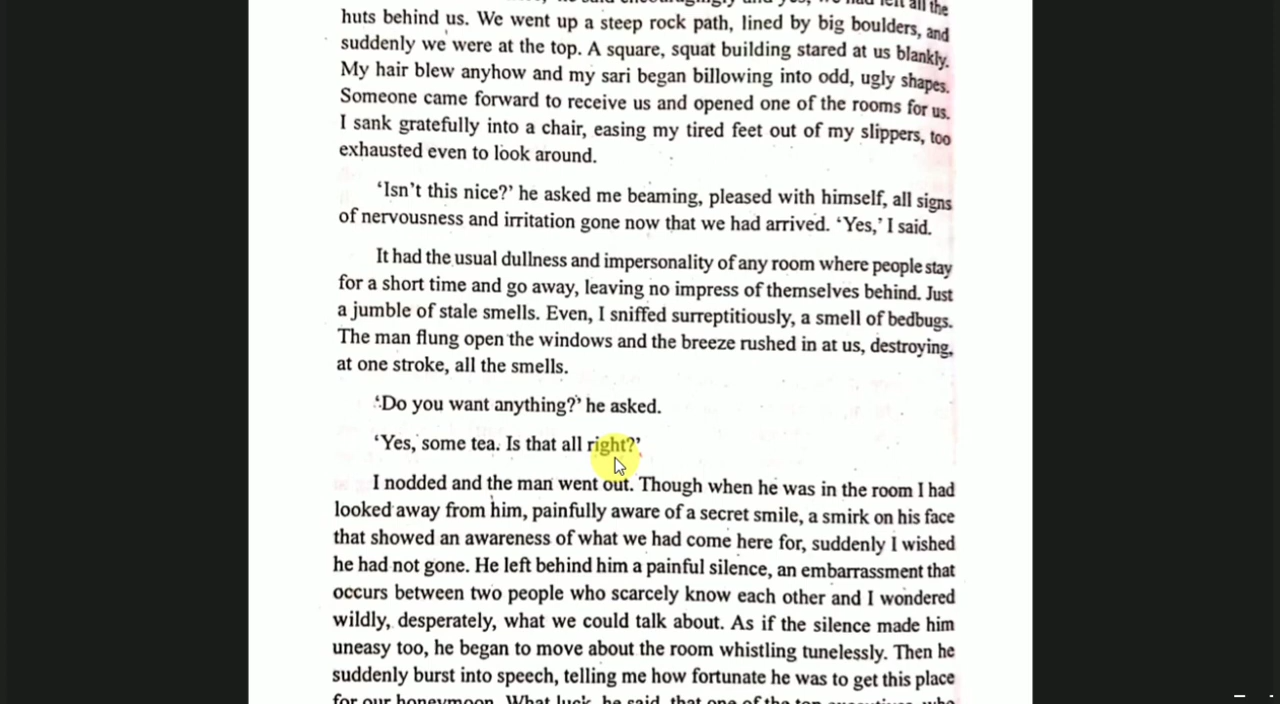 huts behind us. We went up a steep rock path, lined by big boulders, and
suddenly we were at the top. A square, squat building stared at us blankly.
My hair blew anyhow and my sari began billowing into odd, ugly shapes.
Someone came forward to receive us and opened one of the rooms for us.
I sank gratefully into a chair, easing my tired feet out of my slippers, too
exhausted even to look around.
‘Isn’t this nice?’ he asked me beaming, pleased with himself, all signs
of nervousness and irritation gone now that we had arrived. ‘Yes,’ I said.
It had the usual dullness and impersonality of any room where people stay
for a short time and go away, leaving no impress of themselves behind. Just
a jumble of stale smells. Even, I sniffed surreptitiously, a smell of bedbugs.
The man flung open the windows and the breeze rushed in at us, destroying,
at one stroke, all the smells.
‘Do you want anything?’ he asked.
‘Yes, some tea. Is that all right?’
I nodded and the man went out. Though when he was in the room I had
looked away from him, painfully aware of a secret smile, a smirk on his face
that showed an awareness of what we had come here for, suddenly I wished
he had not gone. He left behind him a painful silence, an embarrassment that
occurs between two people who scarcely know each other and I wondered
wildly, desperately, what we could talk about. As if the silence made him
uneasy too, he began to move about the room whistling tunelessly. Then he
suddenly burst into speech, telling me how fortunate he was to get this place
for our honeymoon. What luck, he said, that one of the top executives, who